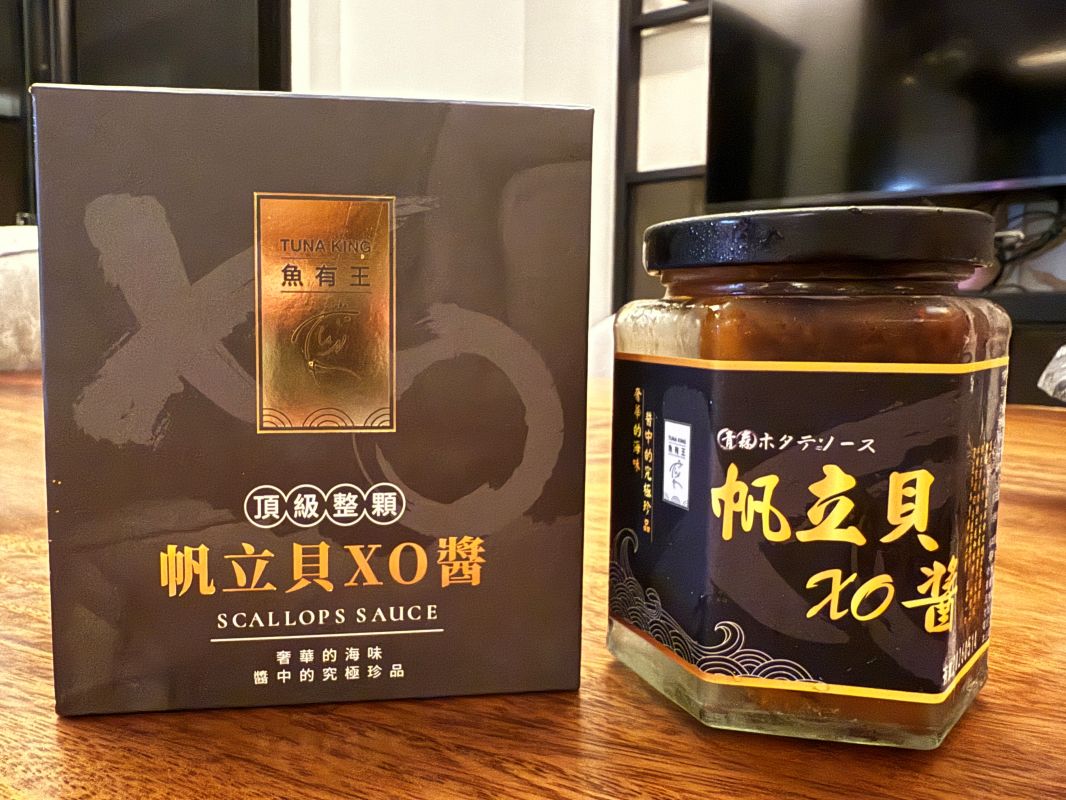 TUNA KING
魚有王
頂級整顆
帆立貝XO醬
SCALLOPS SAUCE
奢華的海味
醬中的究極珍品
奢華的海味
醬中的究極珍品
TUNA KING
魚有王
青森ホタテソース
帆立貝
XO醬